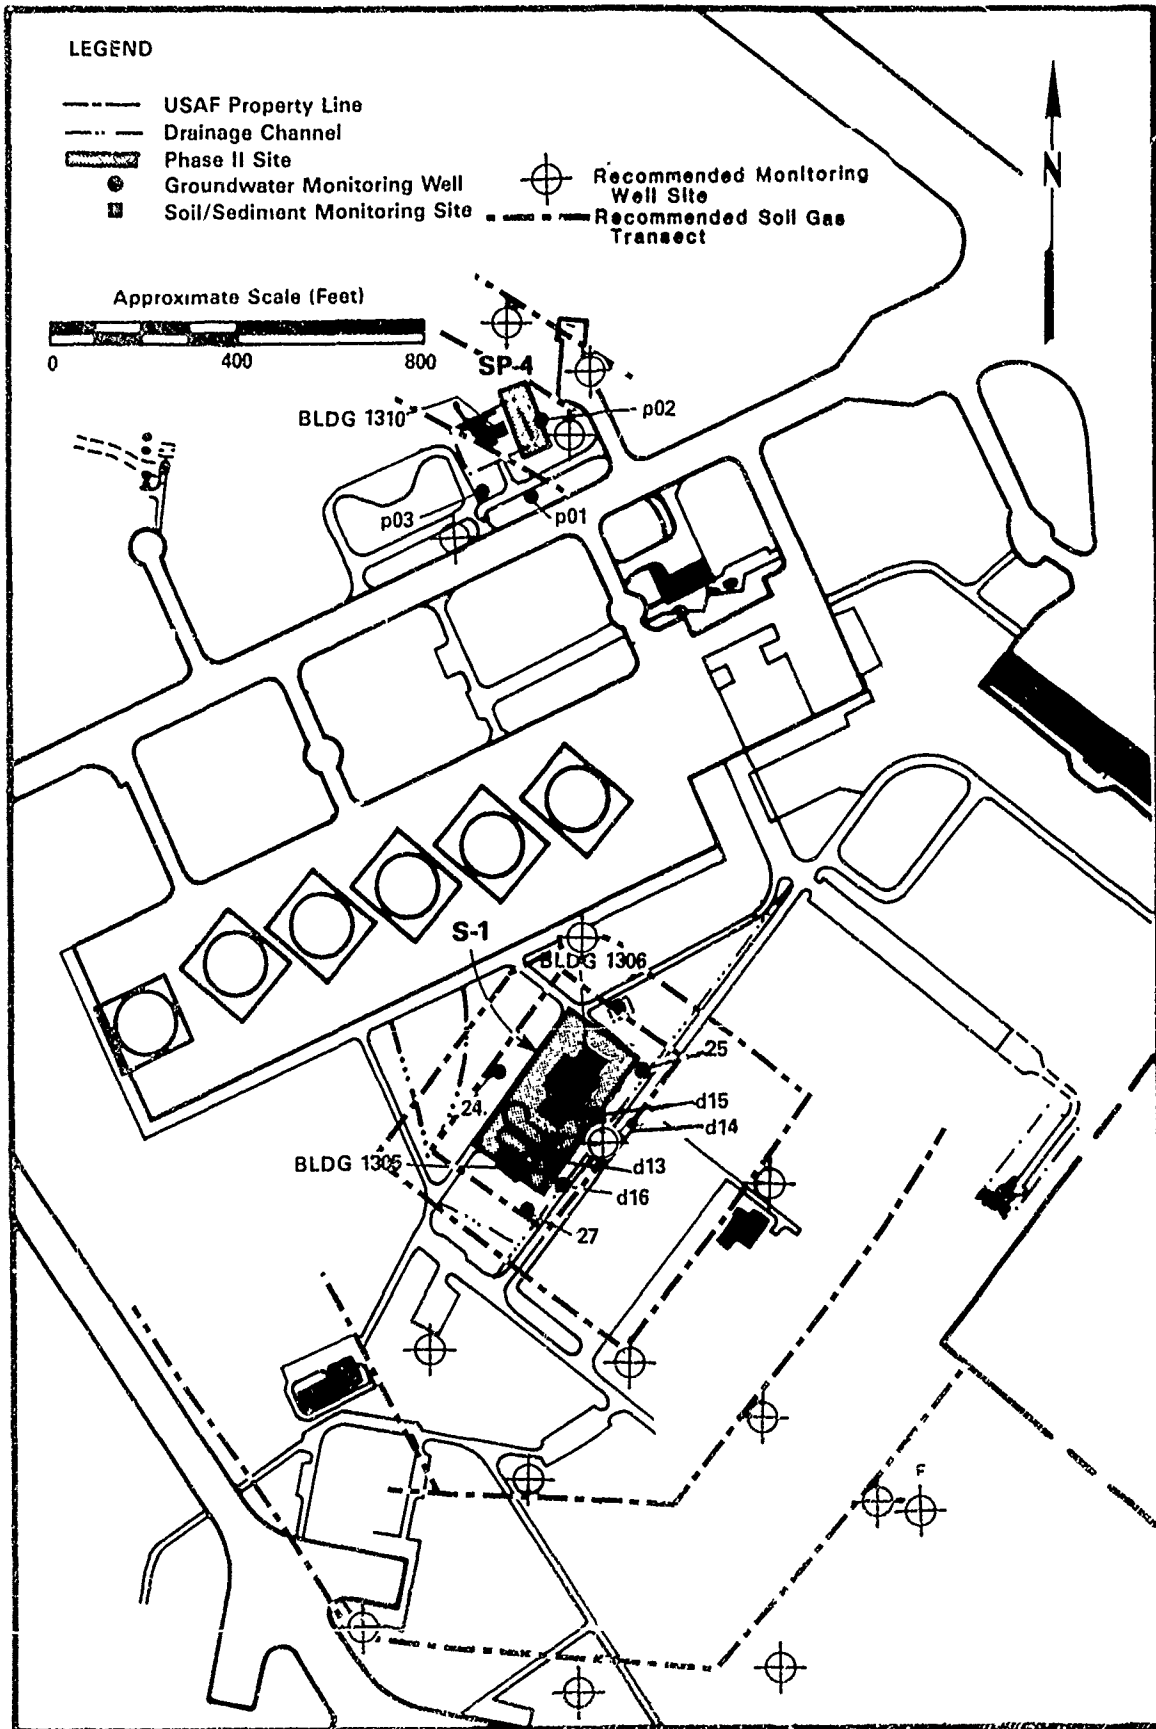 LEGEND
USAF Property Line
Drainage Channel
Phase II Site
Groundwater Monitoring Well
Soil/Sediment Monitoring Site
Recommended Monitoring
Well Site
Recommended Soil Gas
Transect
N
Approximate Scale (Feet)
0 400 800
SP-4
BLDG 1310
p02
p03
p01
S-1
BLDG 1306
25
24.
d15
d14
BLDG 1305
d13
d16
27
F